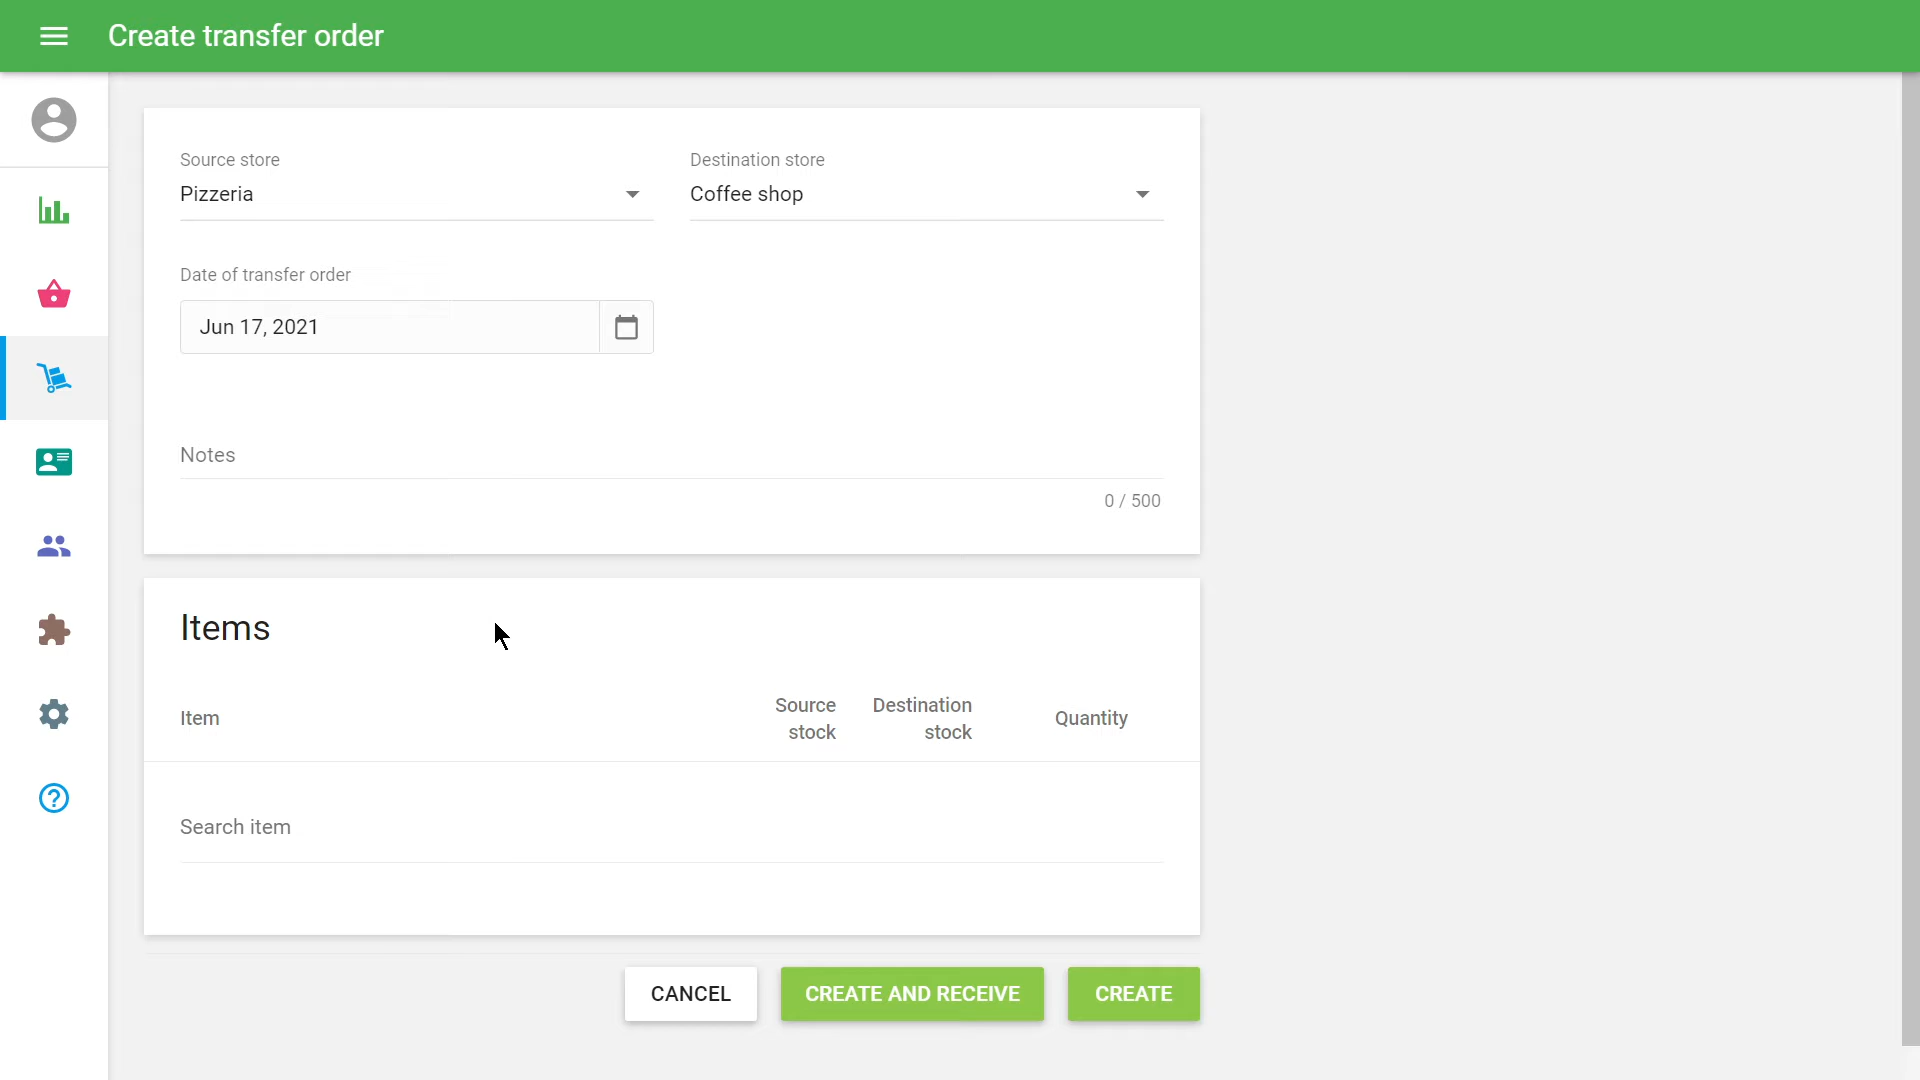 Create transfer order
Source store
Destination store
Pizzeria
Coffee shop
Date of transfer order
Jun 17, 2021
Notes
0 / 500
Items
Item
Source
stock
Destination
stock
Quantity
Search item
CANCEL
CREATE AND RECEIVE
CREATE